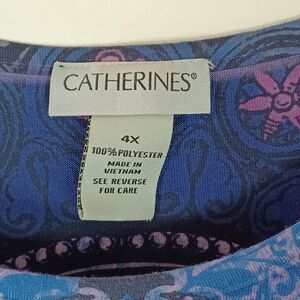 CATHERINES®
4X
100% POLYESTER
MADE IN
VIETNAM
SEE REVERSE
FOR CARE